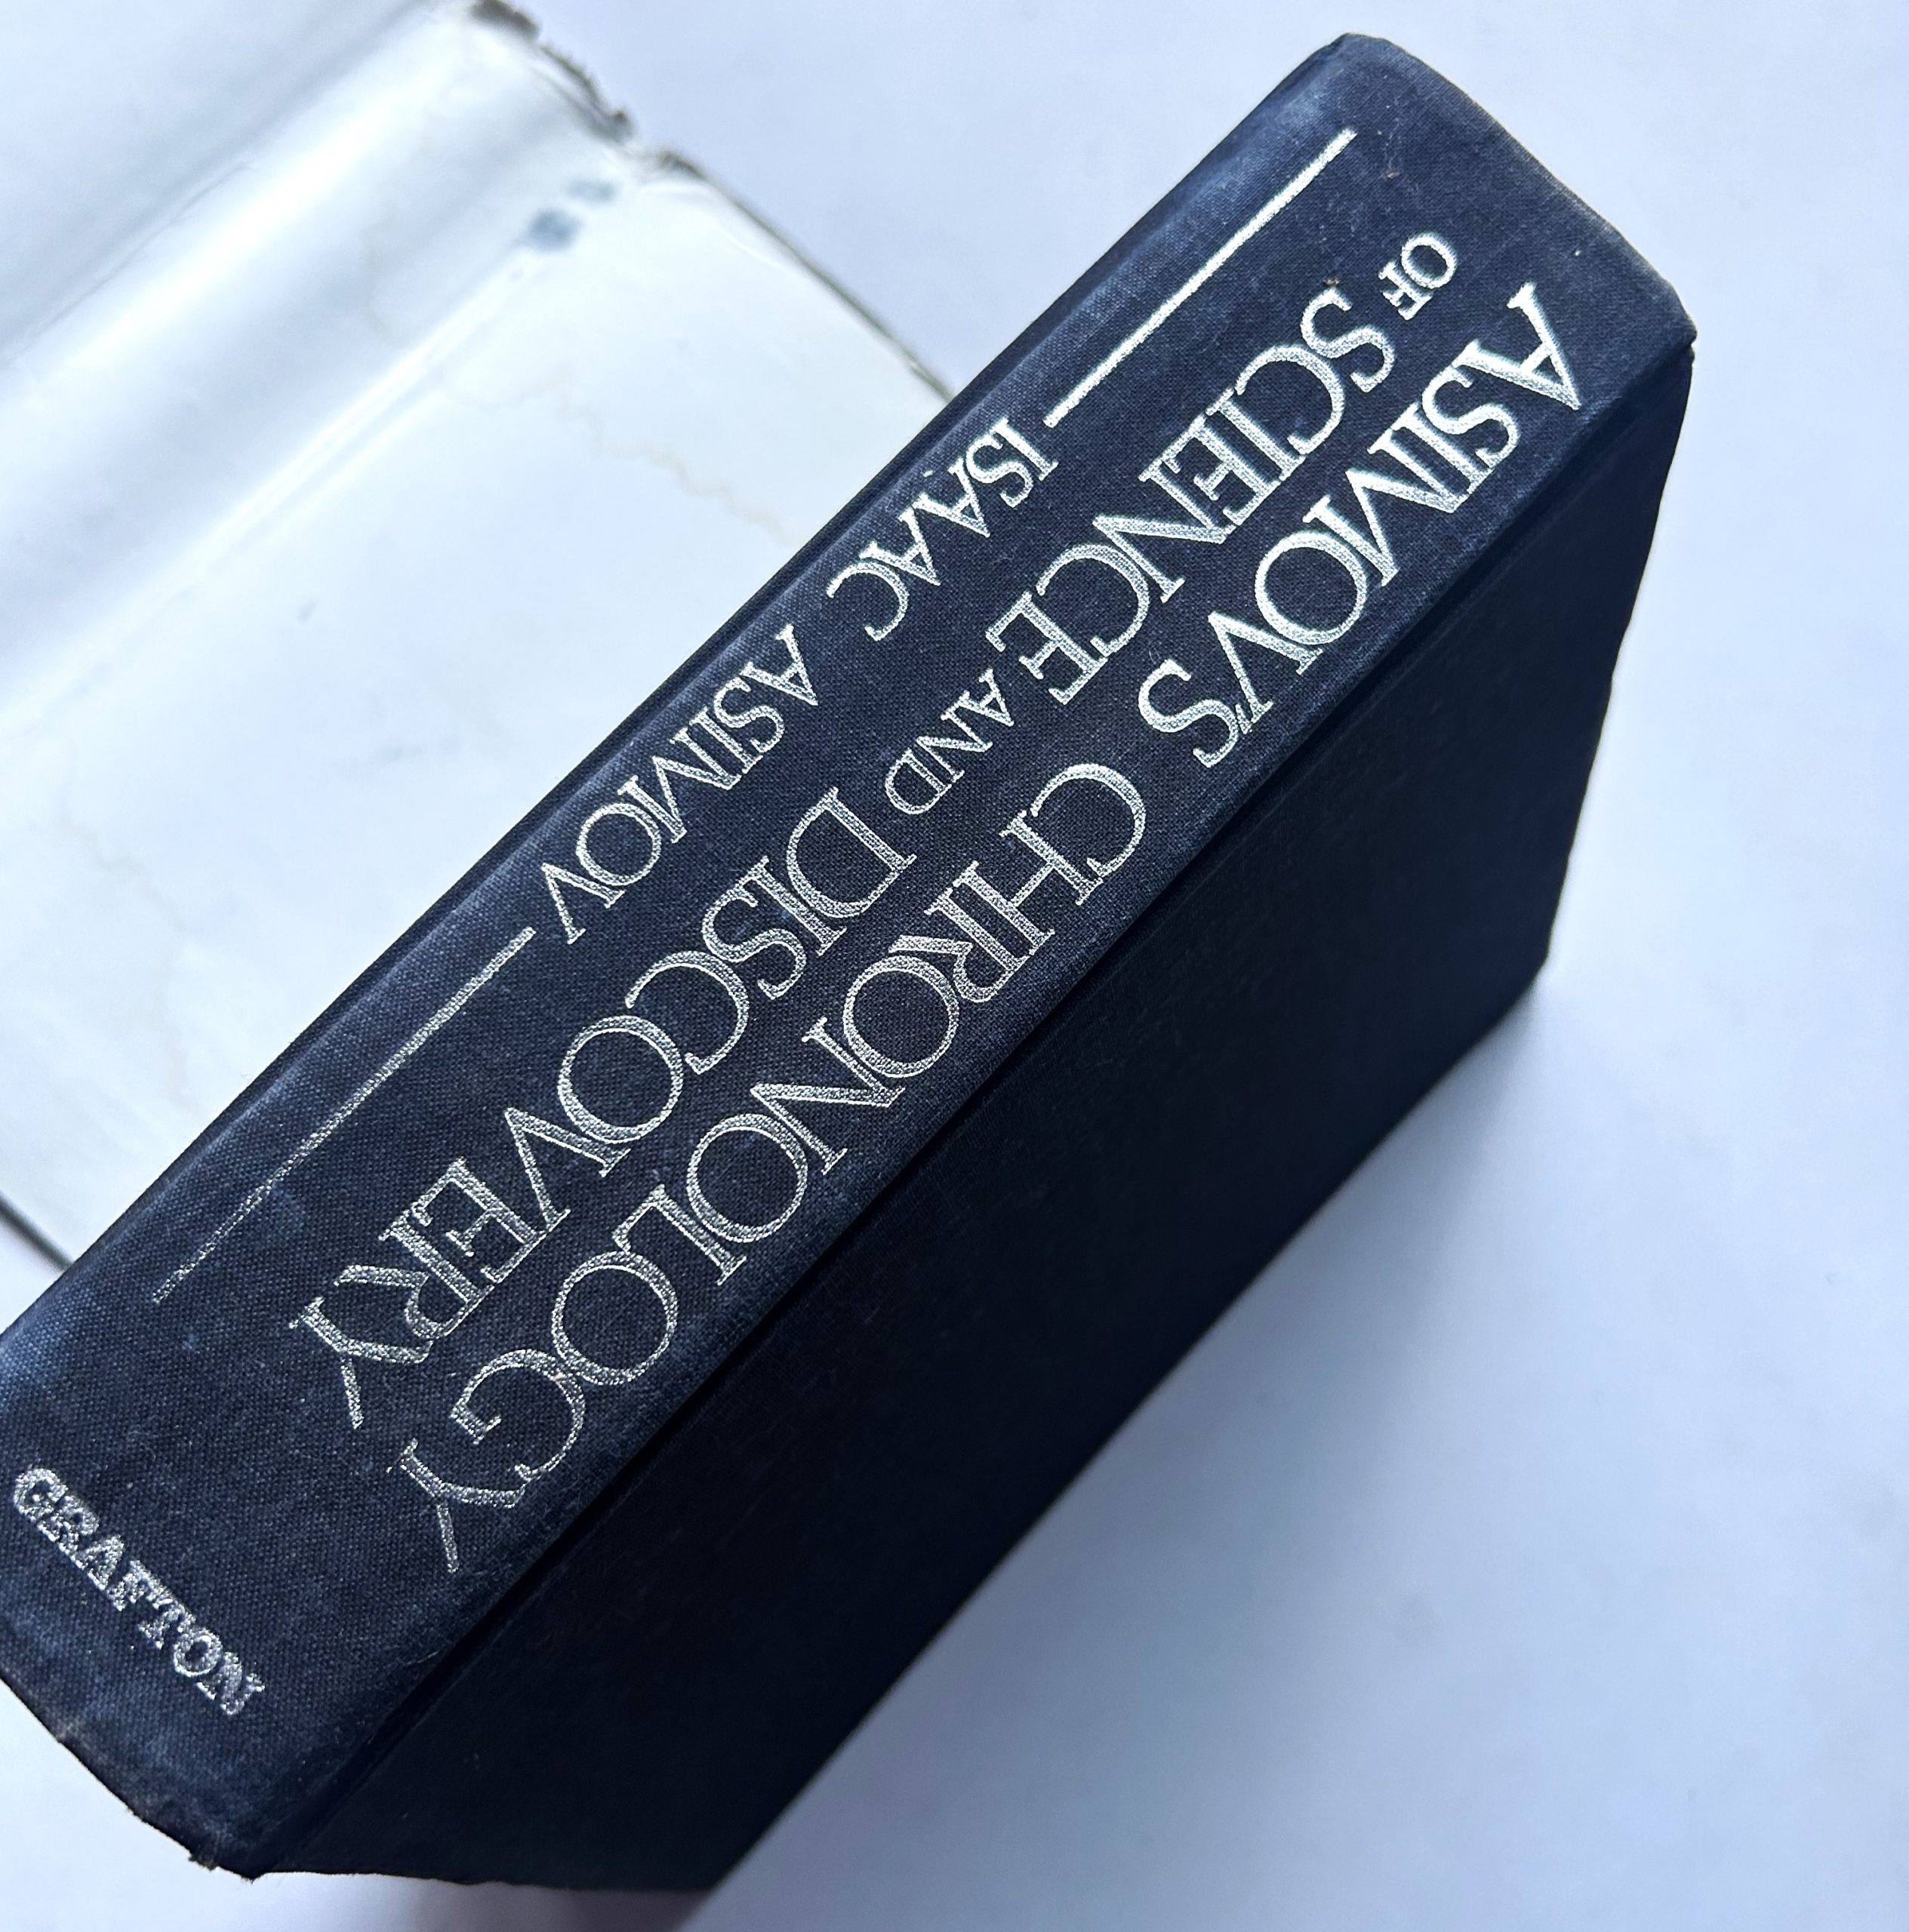 ASIMOV'S CHRONOLOGY
OF SCIENCE AND DISCOVERY
ISAAC ASIMOV
GRAFTON